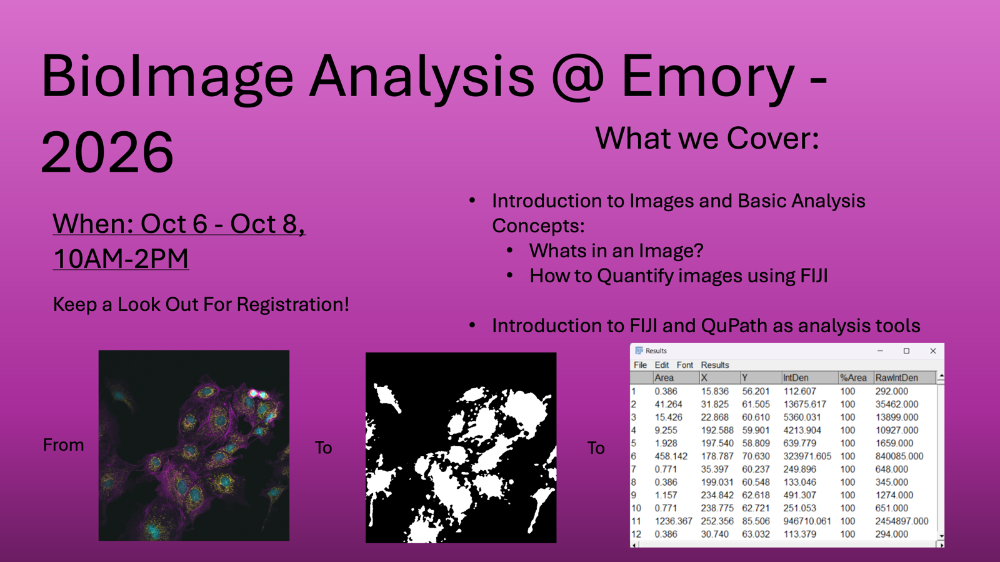 BioImage Analysis @ Emory -
2026
When: Oct 6 - Oct 8,
10AM-2PM
Keep a Look Out For Registration!
What we Cover:
• Introduction to Images and Basic Analysis
Concepts:
• Whats in an Image?
• How to Quantify images using FIJI
• Introduction to FIJI and QuPath as analysis tools
From
To
To
Results
File Edit Font Results
Area X Y IntDen %Area RawIntDen
1 0.386 15.836 56.201 112.607 100 292.000
2 41.264 31.825 61.505 13675.617 100 35462.000
3 15.426 22.868 60.610 5360.031 100 13899.000
4 9.255 192.588 59.901 4213.904 100 10927.000
5 1.928 197.540 58.809 639.779 100 1659.000
6 458.142 178.787 70.630 323971.605 100 840085.000
7 0.771 35.397 60.237 249.896 100 648.000
8 0.386 199.031 60.548 133.046 100 345.000
9 1.157 234.842 62.618 491.307 100 1274.000
10 0.771 238.775 62.721 251.053 100 651.000
11 1236.367 252.356 85.506 946710.061 100 2454897.000
12 0.386 30.740 63.032 113.379 100 294.000